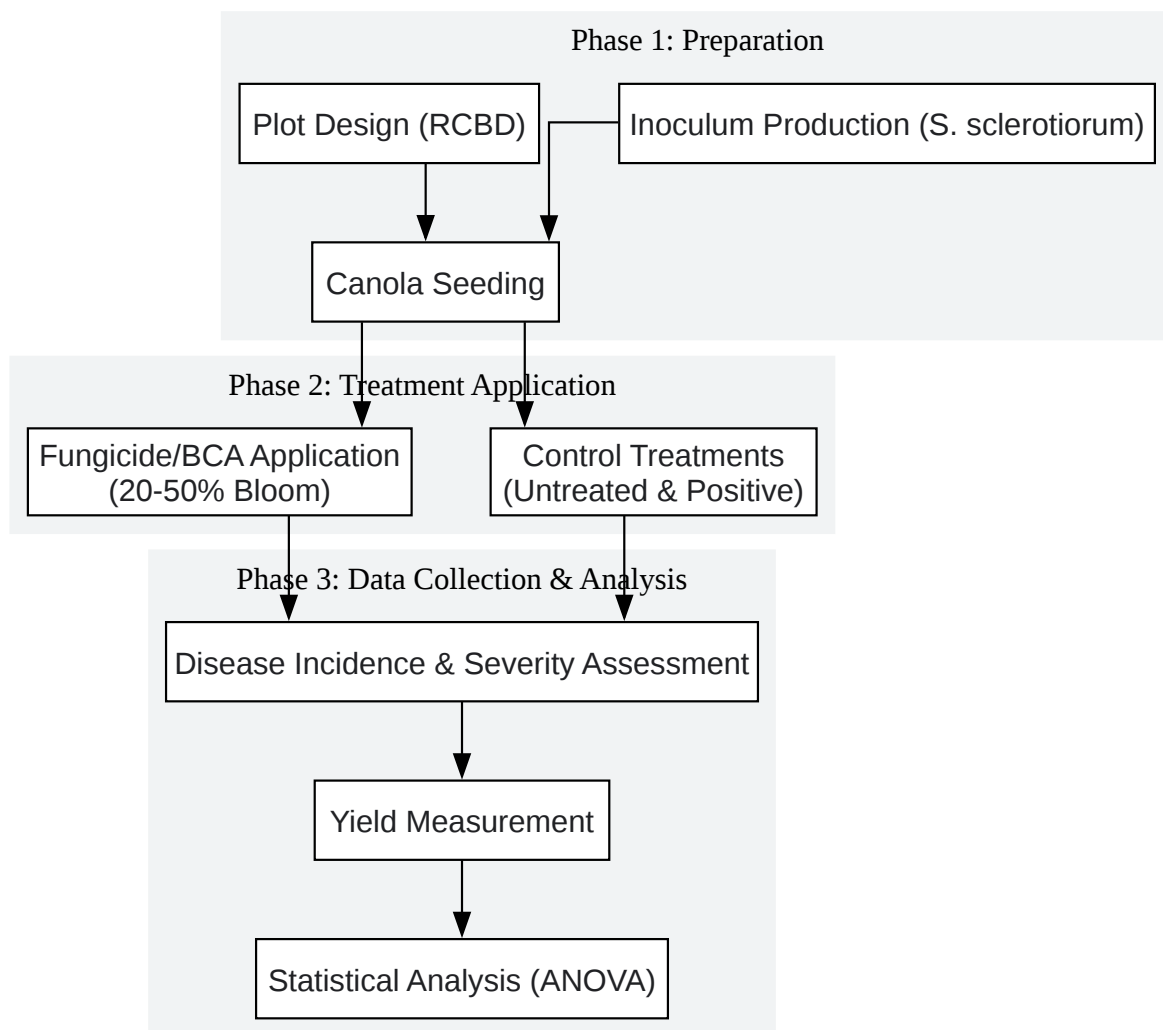 Phase 1: Preparation
Plot Design (RCBD)
Inoculum Production (S. sclerotiorum)
Canola Seeding
Phase 2: Treatment Application
Fungicide/BCA Application
(20-50% Bloom)
Control Treatments
(Untreated & Positive)
Phase 3: Data Collection & Analysis
Disease Incidence & Severity Assessment
Yield Measurement
Statistical Analysis (ANOVA)